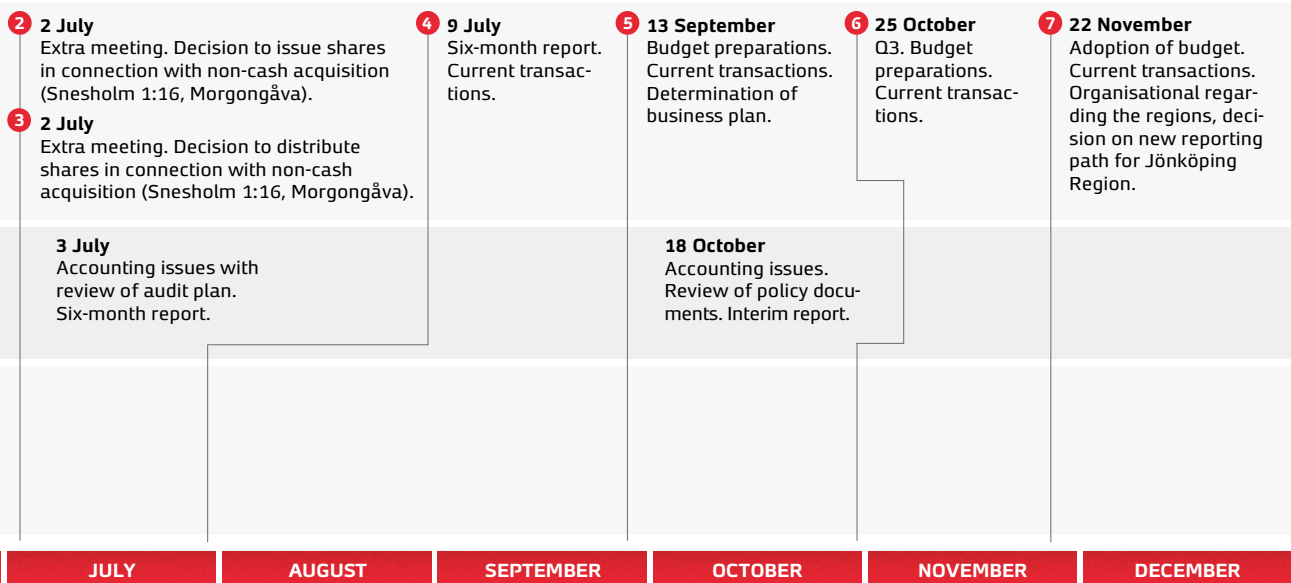 2 2 July
Extra meeting. Decision to issue shares
in connection with non-cash acquisition
(Snesholm 1:16, Morgongåva).
3 2 July
Extra meeting. Decision to distribute
shares in connection with non-cash
acquisition (Snesholm 1:16, Morgongåva).
4 9 July
Six-month report.
Current transac-
tions.
5 13 September
Budget preparations.
Current transactions.
Determination of
business plan.
6 25 October
Q3. Budget
preparations.
Current transac-
tions.
7 22 November
Adoption of budget.
Current transactions.
Organisational regar-
ding the regions, deci-
sion on new reporting
path for Jönköping
Region.
3 July
Accounting issues with
review of audit plan.
Six-month report.
18 October
Accounting issues.
Review of policy docu-
ments. Interim report.
JULY
AUGUST
SEPTEMBER
OCTOBER
NOVEMBER
DECEMBER